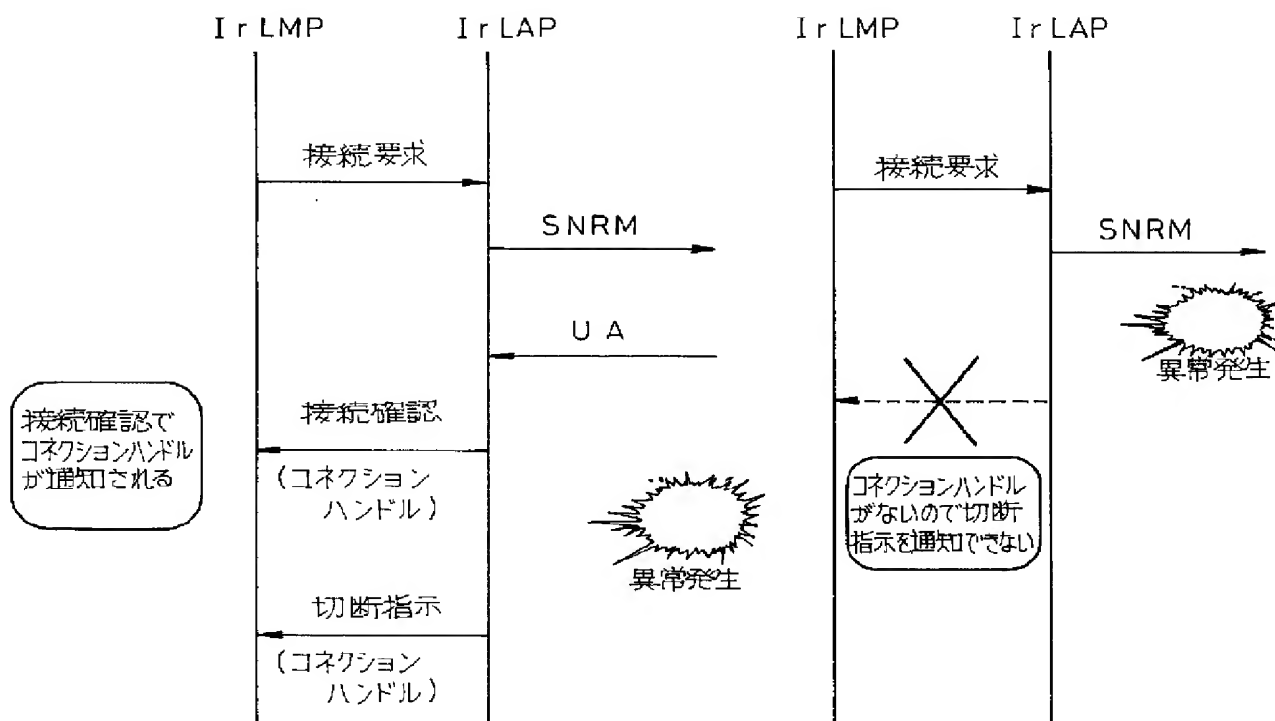 IrLMP
IrLAP
接続要求
SNRM
UA
接続確認で
コネクションハンドル
が通知される
接続確認
(コネクション
ハンドル)
異常発生
切断指示
(コネクション
ハンドル)
IrLMP
IrLAP
接続要求
SNRM
異常発生
コネクションハンドル
がないので切断
指示を通知できない